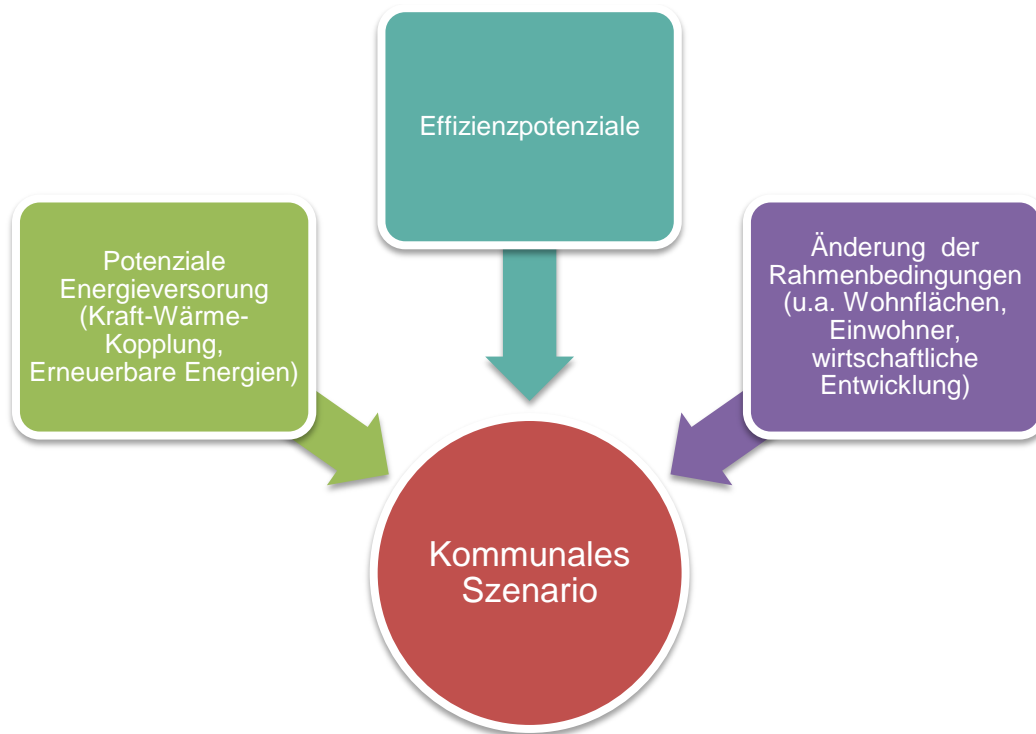 Effizienzpotenziale
Potenziale
Energieversorung
(Kraft-Wärme-
Kopplung,
Erneuerbare Energien)
Änderung der
Rahmenbedingungen
(u.a. Wohnflächen,
Einwohner,
wirtschaftliche
Entwicklung)
Kommunales
Szenario